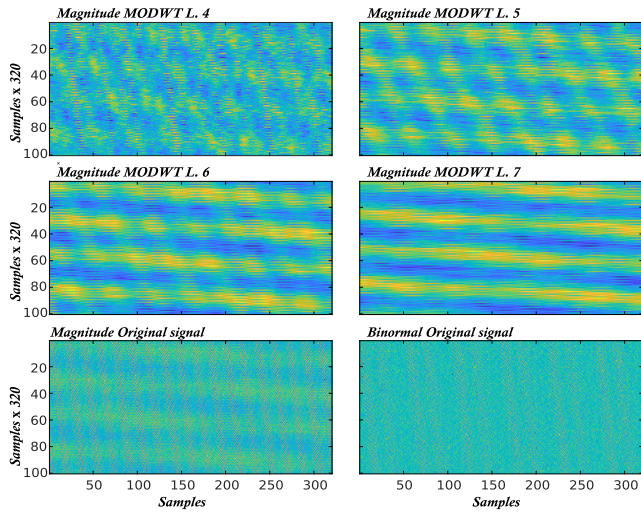 Magnitude MODWT L. 4
Magnitude MODWT L. 5
Samples x 320
20
40
60
80
100
Magnitude MODWT L. 6
Magnitude MODWT L. 7
Samples x 320
20
40
60
80
100
Magnitude Original signal
Binormal Original signal
Samples x 320
20
40
60
80
100
50 100 150 200 250 300
50 100 150 200 250 300
Samples
Samples